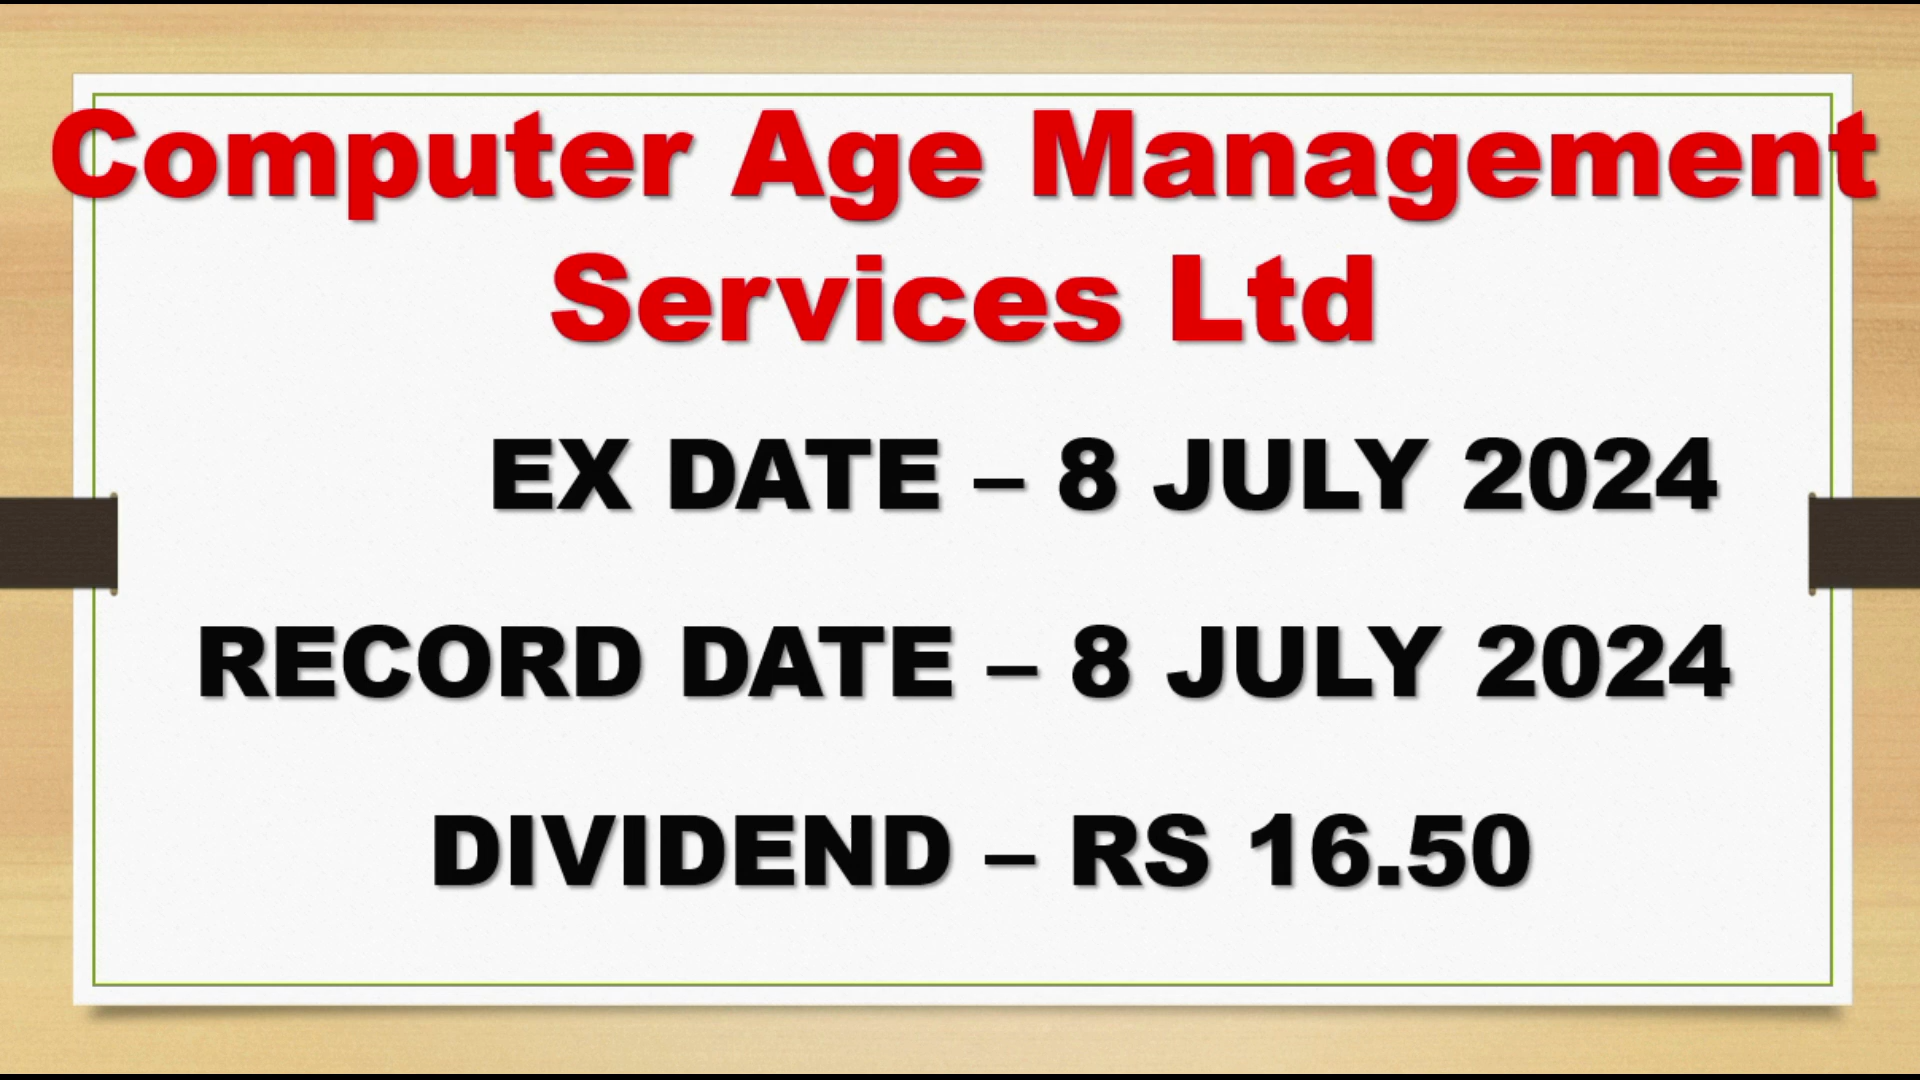 Computer Age Management
Services Ltd
EX DATE – 8 JULY 2024
RECORD DATE – 8 JULY 2024
DIVIDEND – RS 16.50